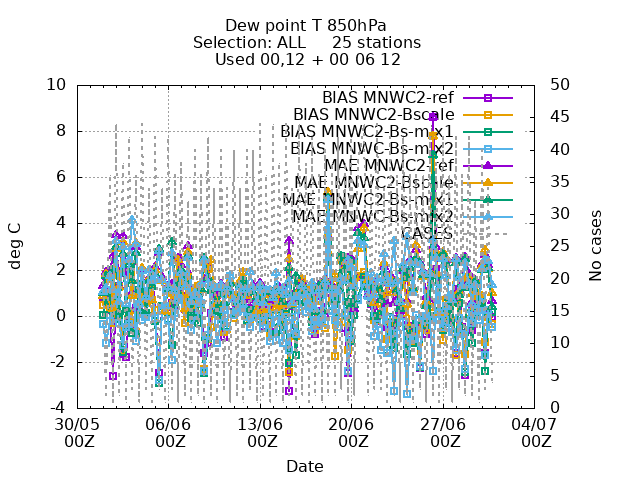 Dew point T 850hPa
Selection: ALL 25 stations
Used 00,12 + 00 06 12
BIAS MNWC2-ref
BIAS MNWC2-Bscale
BIAS MNWC2-Bs-mix1
BIAS MNWC-Bs-mix2
MAE MNWC2-ref
MAE MNWC2-Bscale
MAE MNWC2-Bs-mix1
MAE MNWC-Bs-mix2
CASES
deg C
10
8
6
4
2
0
-2
-4
50
45
40
35
30
25
20
15
10
5
0
No cases
30/05 06/06 13/06 20/06 27/06 04/07
00Z 00Z 00Z 00Z 00Z 00Z
Date